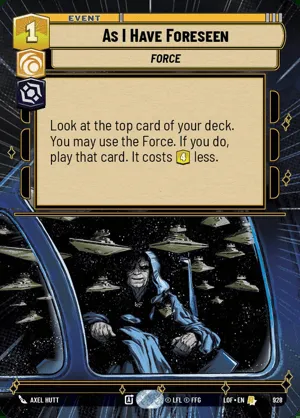 EVENT
1
AS I HAVE FORESEEN
FORCE
Look at the top card of your deck.
You may use the Force. If you do,
play that card. It costs 4 less.
AXEL HUTT
© LFL © FFG
LOF • EN
928